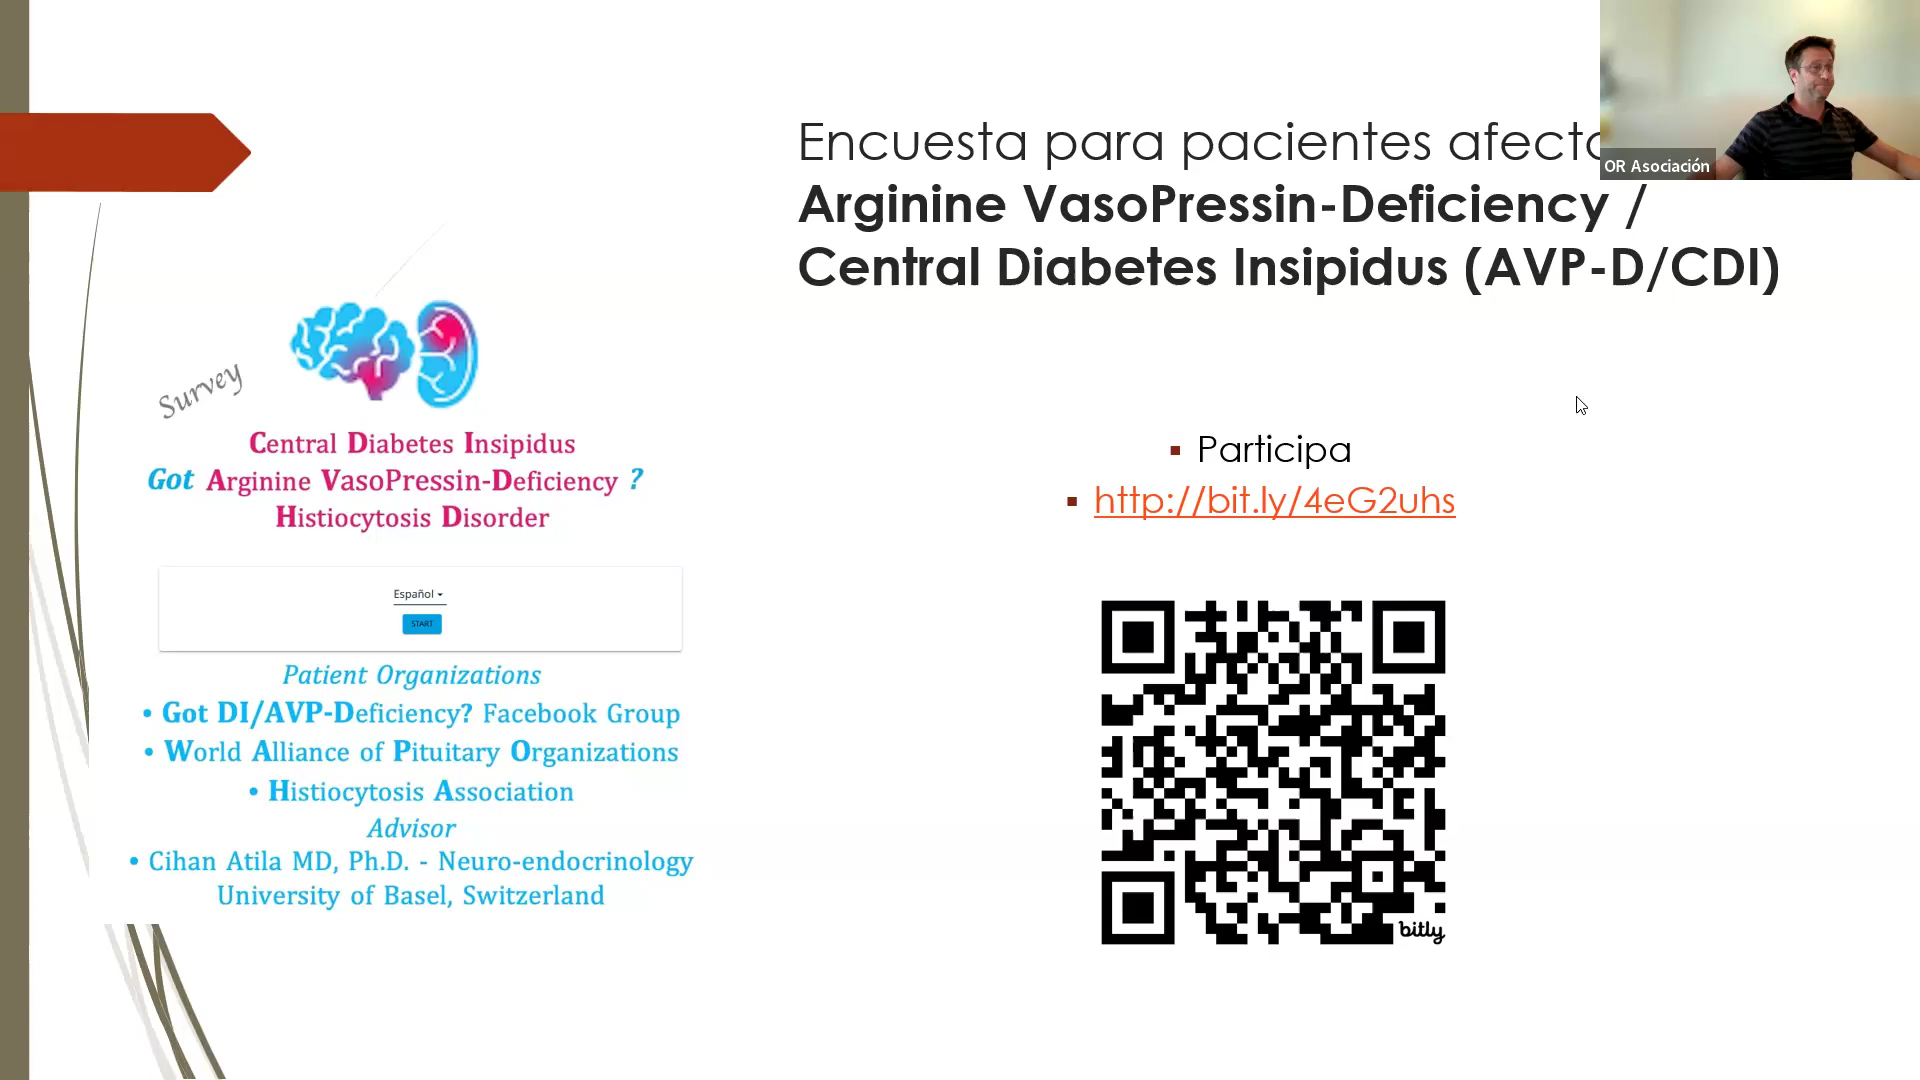 Encuesta para pacientes
Arginine VasoPressin-Deficiency /
Central Diabetes Insipidus (AVP-D/CDI)
OR Asociación
Survey
Central Diabetes Insipidus
Got Arginine VasoPressin-Deficiency ?
Histiocytosis Disorder
Español
START
Patient Organizations
• Got DI/AVP-Deficiency? Facebook Group
• World Alliance of Pituitary Organizations
• Histiocytosis Association
Advisor
• Cihan Atila MD, Ph.D. - Neuro-endocrinology
University of Basel, Switzerland
▪ Participa
▪ http://bit.ly/4eG2uhs
bitly